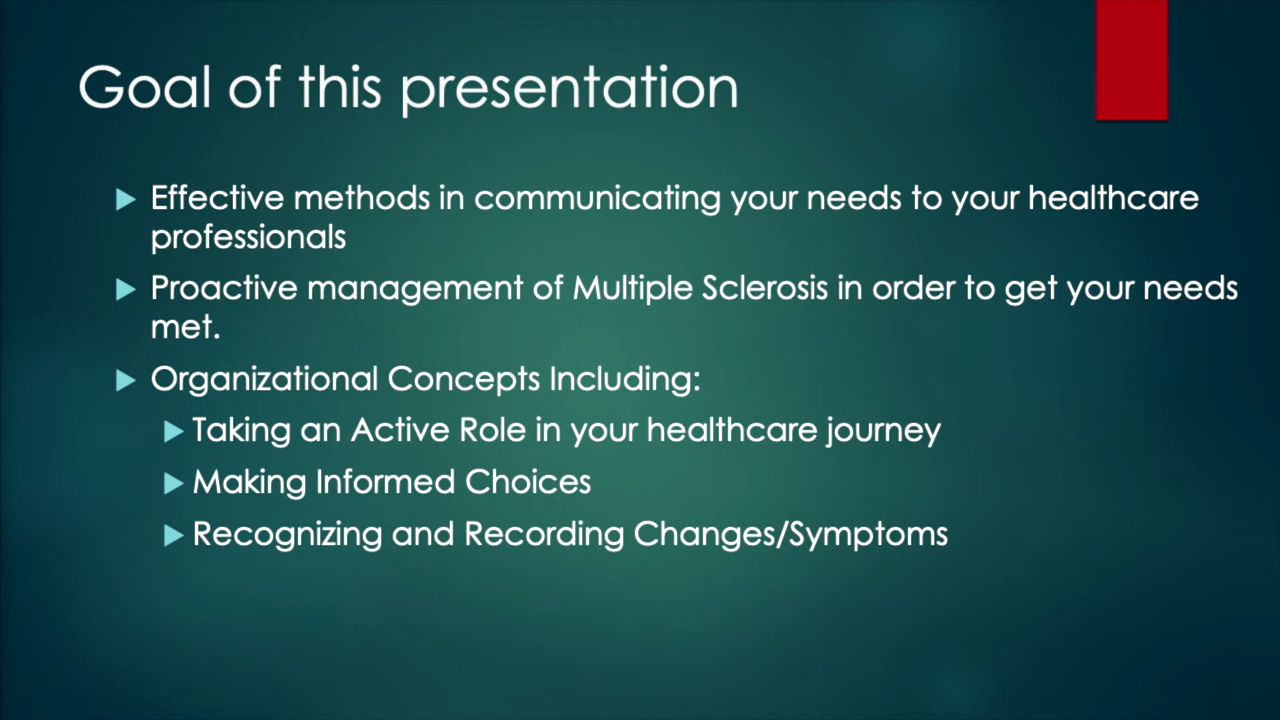 Goal of this presentation
Effective methods in communicating your needs to your healthcare
professionals
Proactive management of Multiple Sclerosis in order to get your needs
met.
Organizational Concepts Including:
Taking an Active Role in your healthcare journey
Making Informed Choices
Recognizing and Recording Changes/Symptoms